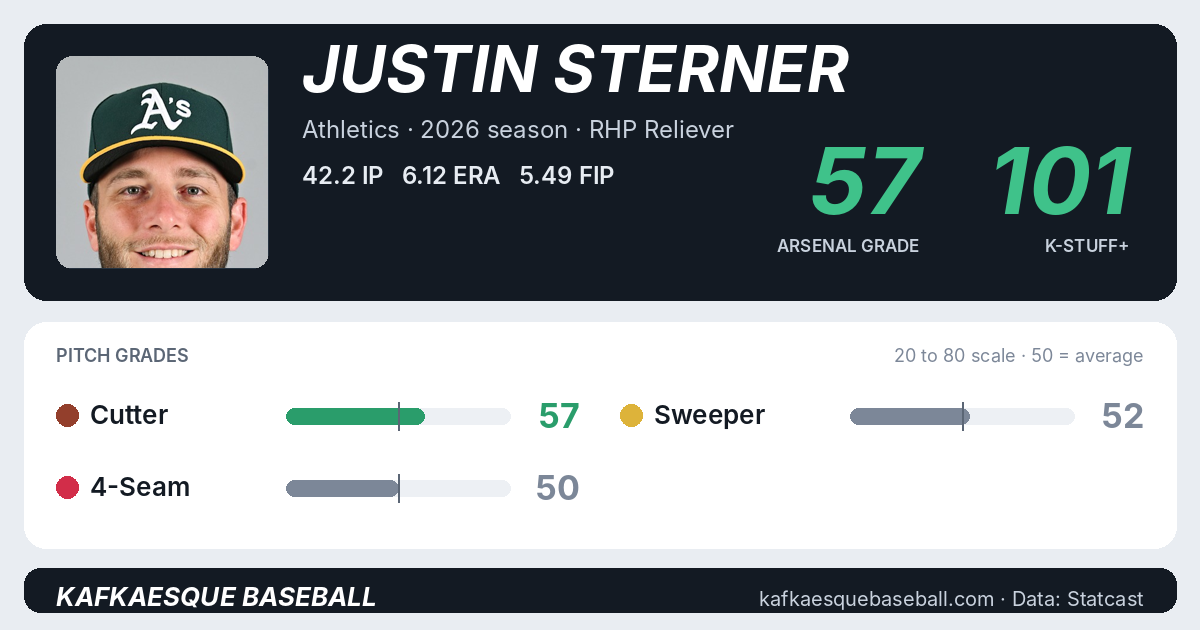 A's
JUSTIN STERNER
Athletics · 2026 season · RHP Reliever
42.2 IP 6.12 ERA 5.49 FIP
57 101
ARSENAL GRADE K-STUFF+
PITCH GRADES 20 to 80 scale · 50 = average
Cutter 57 Sweeper 52
4-Seam 50
KAFKAESQUE BASEBALL kafkaesquebaseball.com · Data: Statcast